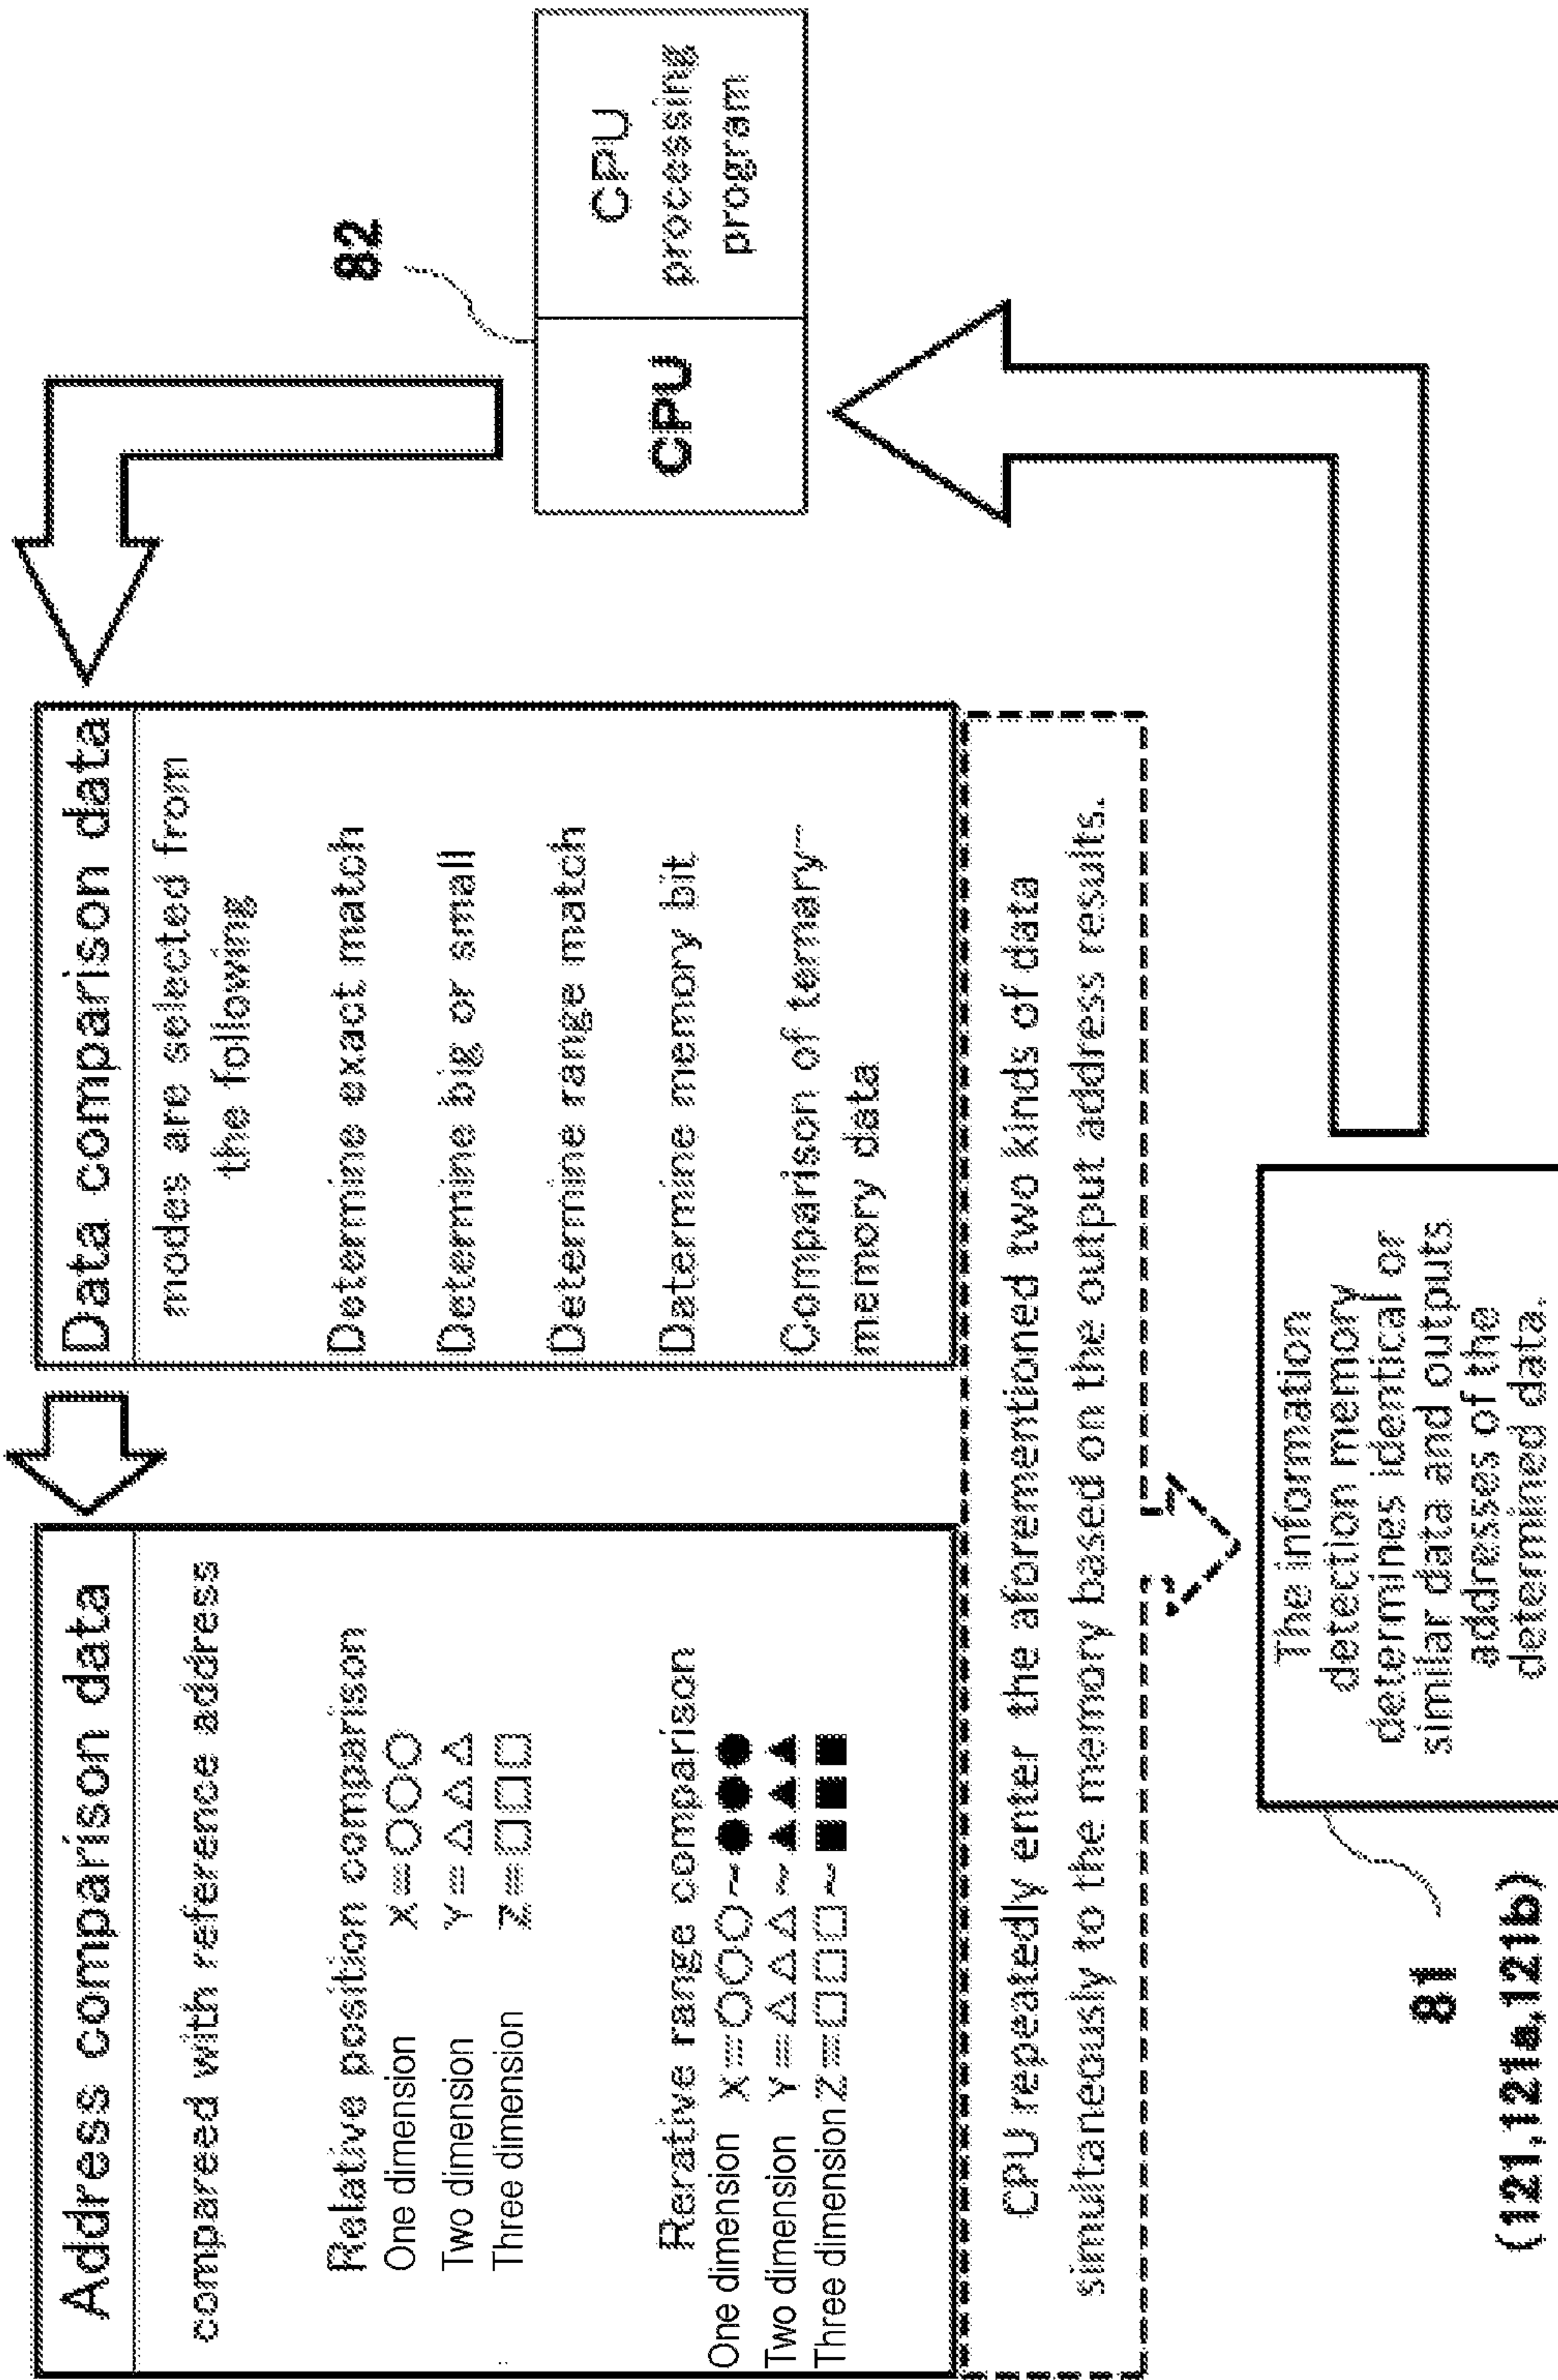 Address comparison data
compareed with reference address
Relative position comparison
One dimension X=○○○
Two dimension Y=△△△
Three dimension Z=□□□
Rerative range comparison
One dimension X=○○○~●●●
Two dimension Y=△△△~▲▲▲
Three dimension Z=□□□~■■■
Data comparison data
modes are selected from
the following
Determine exact match
Determine big or small
Determine range match
Datermine memory bit
Comparison of ternary
memory data
CPU repeatedly enter the aforementioned two kinds of data
simultaneously to the memory based on the output address results.
82
CPU
CPU
processing
program
The information
detection memory
determines identical or
similar data and outputs
addresses of the
determined data.
81
(121,121a,121b)